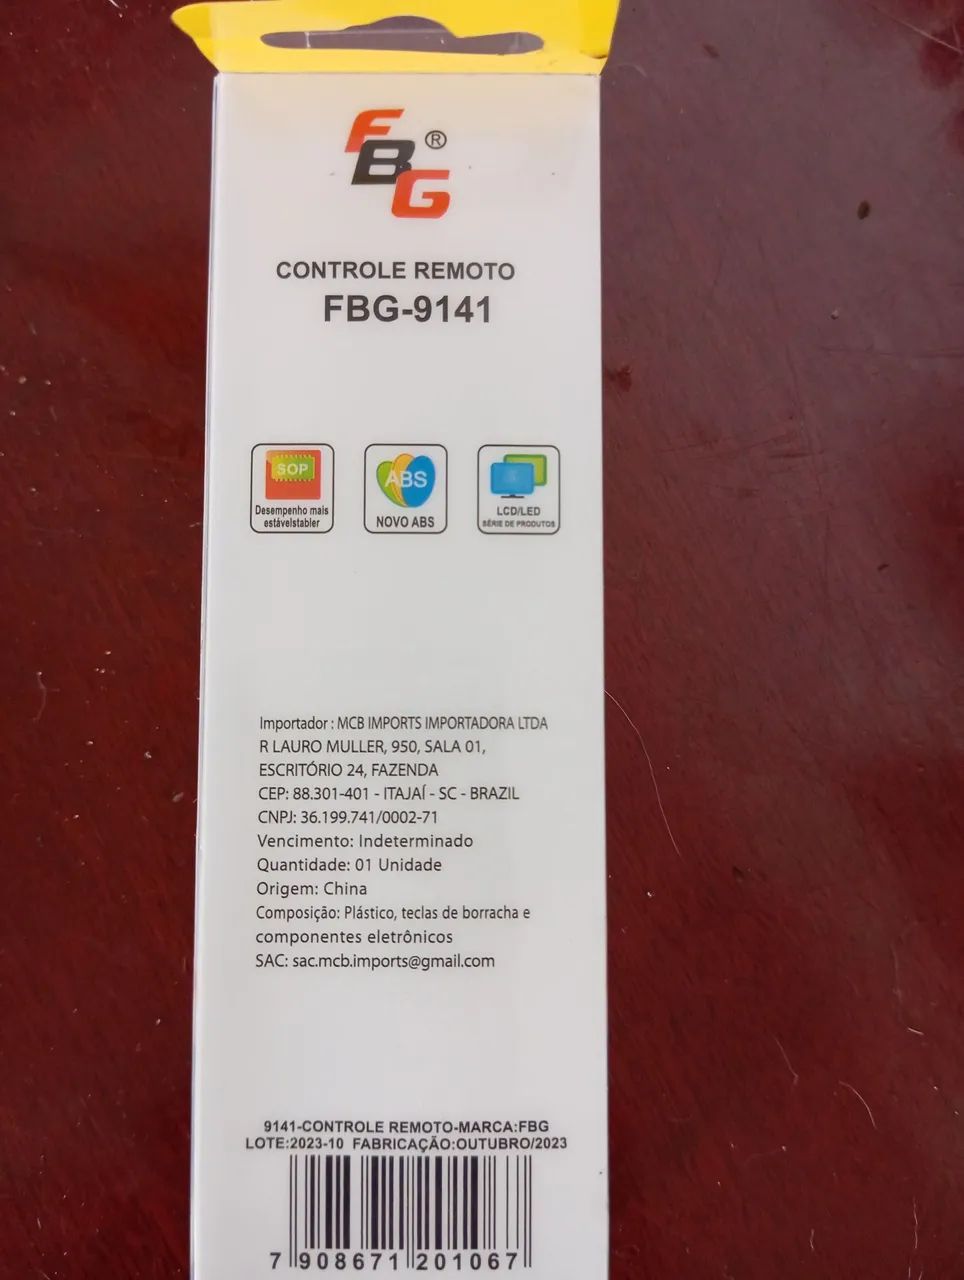 FBG®
CONTROLE REMOTO
FBG-9141
SOP
Desempenho mais
estávelstabler
ABS
NOVO ABS
LCD/LED
SÉRIE DE PRODUTOS
Importador : MCB IMPORTS IMPORTADORA LTDA
R LAURO MULLER, 950, SALA 01,
ESCRITÓRIO 24, FAZENDA
CEP: 88.301-401 - ITAJAÍ - SC - BRAZIL
CNPJ: 36.199.741/0002-71
Vencimento: Indeterminado
Quantidade: 01 Unidade
Origem: China
Composição: Plástico, teclas de borracha e
componentes eletrônicos
SAC: sac.mcb.imports@gmail.com
9141-CONTROLE REMOTO-MARCA:FBG
LOTE:2023-10 FABRICAÇÃO:OUTUBRO/2023
7 908671 201067